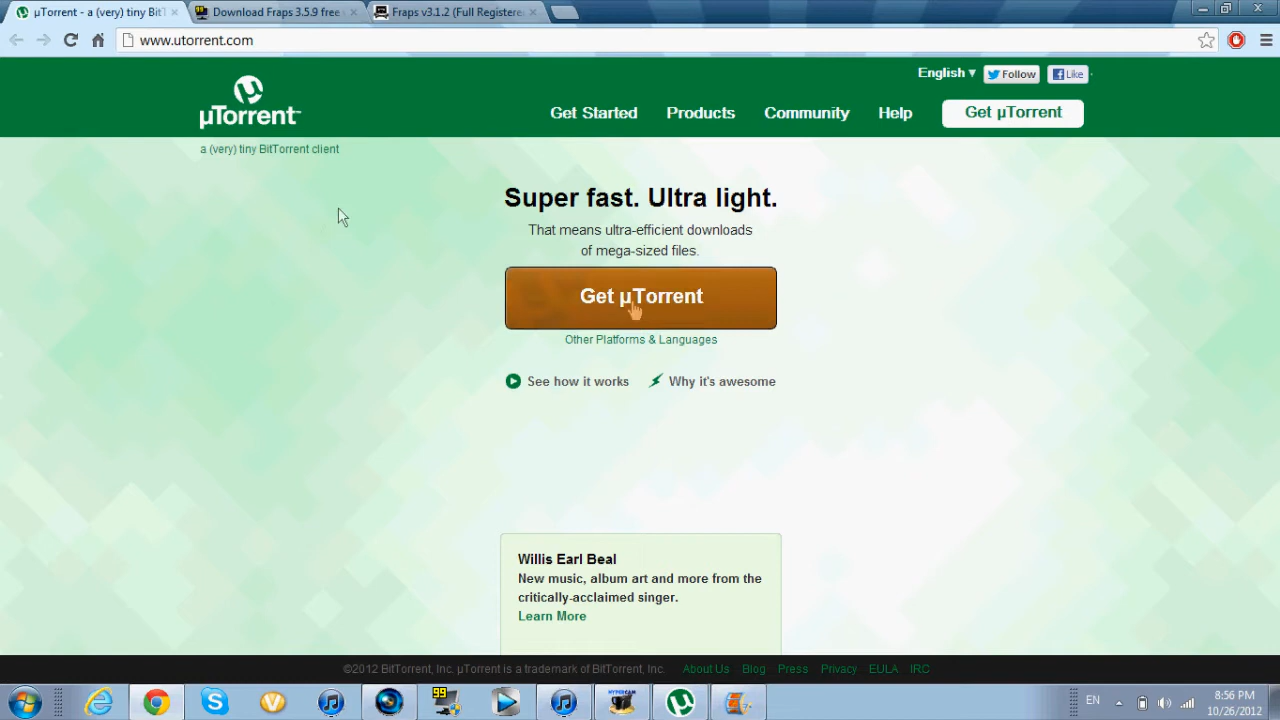 µTorrent - a (very) tiny BitT
Download Fraps 3.5.9 free
Fraps v3.1.2 (Full Registere
www.utorrent.com
English ▾
Follow
Like
µTorrent™
Get Started
Products
Community
Help
Get µTorrent
a (very) tiny BitTorrent client
Super fast. Ultra light.
That means ultra-efficient downloads
of mega-sized files.
Get µTorrent
Other Platforms & Languages
See how it works
Why it's awesome
Willis Earl Beal
New music, album art and more from the
critically-acclaimed singer.
Learn More
©2012 BitTorrent, Inc. µTorrent is a trademark of BitTorrent, Inc.
About Us
Blog
Press
Privacy
EULA
IRC
99
HYPERCAM
EN
8:56 PM
10/26/2012